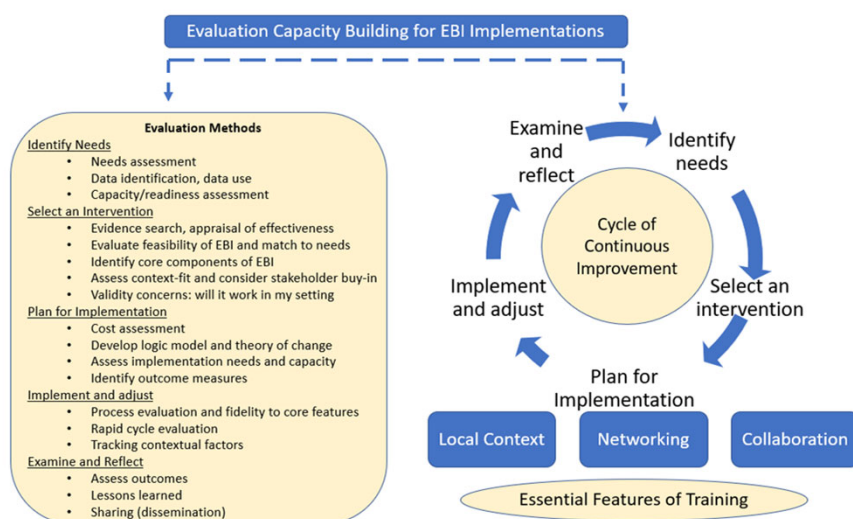 Evaluation Capacity Building for EBI Implementations
Evaluation Methods
Identify Needs
• Needs assessment
• Data identification, data use
• Capacity/readiness assessment
Select an Intervention
• Evidence search, appraisal of effectiveness
• Evaluate feasibility of EBI and match to needs
• Identify core components of EBI
• Assess context-fit and consider stakeholder buy-in
• Validity concerns: will it work in my setting
Plan for Implementation
• Cost assessment
• Develop logic model and theory of change
• Assess implementation needs and capacity
• Identify outcome measures
Implement and adjust
• Process evaluation and fidelity to core features
• Rapid cycle evaluation
• Tracking contextual factors
Examine and Reflect
• Assess outcomes
• Lessons learned
• Sharing (dissemination)
Examine
and
reflect
Identify
needs
Cycle of
Continuous
Improvement
Implement
and adjust
Select an
intervention
Plan for
Implementation
Local Context
Networking
Collaboration
Essential Features of Training